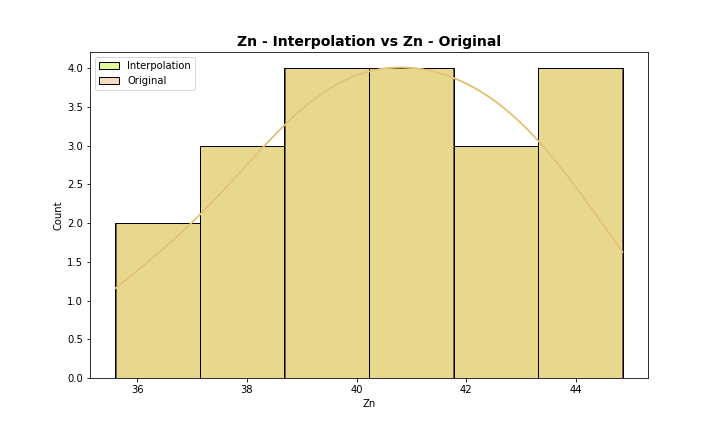 Zn - Interpolation vs Zn - Original
Interpolation
Original
4.0
3.5
3.0
2.5
2.0
1.5
1.0
0.5
0.0
Count
36
38
40
42
44
Zn